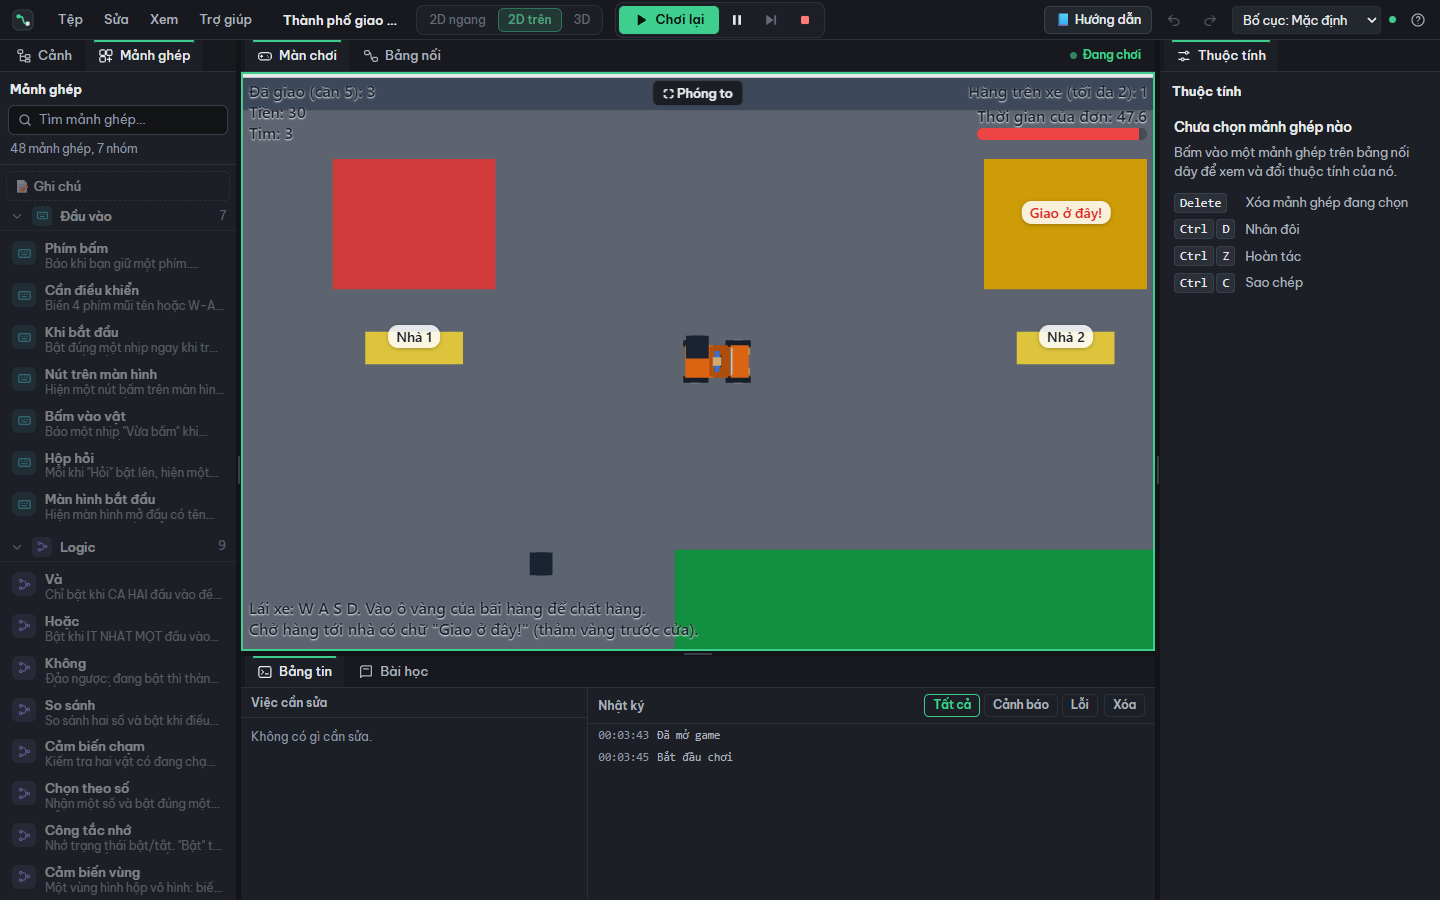 Tệp
Sửa
Xem
Trợ giúp
Thành phố giao ...
2D ngang
2D trên
3D
Chơi lại
Hướng dẫn
Bố cục: Mặc định
Cảnh
Mảnh ghép
Màn chơi
Bảng nối
Đang chơi
Thuộc tính
Mảnh ghép
Tìm mảnh ghép...
48 mảnh ghép, 7 nhóm
Ghi chú
Đầu vào 7
Phím bấm
Báo khi bạn giữ một phím....
Cần điều khiển
Biến 4 phím mũi tên hoặc W-A...
Khi bắt đầu
Bật đúng một nhịp ngay khi tr...
Nút trên màn hình
Hiện một nút bấm trên màn hìn...
Bấm vào vật
Báo một nhịp "Vừa bấm" khi...
Hộp hỏi
Mỗi khi "Hỏi" bật lên, hiện một...
Màn hình bắt đầu
Hiện màn hình mở đầu có tên...
Logic 9
Và
Chỉ bật khi CẢ HAI đầu vào đề...
Hoặc
Bật khi ÍT NHẤT MỘT đầu vào...
Không
Đảo ngược: đang bật thì thàn...
So sánh
So sánh hai số và bật khi điều...
Cảm biến chạm
Kiểm tra hai vật có đang chạ...
Chọn theo số
Nhận một số và bật đúng một...
Công tắc nhớ
Nhớ trạng thái bật/tắt. "Bật" t...
Cảm biến vùng
Một vùng hình hộp vô hình: biế...
Đã giao (cần 5): 3
Tiền: 30
Tim: 3
Phóng to
Hàng trên xe (tối đa 2): 1
Thời gian của đơn: 47.6
Giao ở đây!
Nhà 1
Nhà 2
Lái xe: W A S D. Vào ô vàng của bãi hàng để chất hàng.
Chở hàng tới nhà có chữ "Giao ở đây!" (thảm vàng trước cửa).
Bảng tin
Bài học
Việc cần sửa
Không có gì cần sửa.
Nhật ký
Tất cả
Cảnh báo
Lỗi
Xóa
00:03:43 Đã mở game
00:03:45 Bắt đầu chơi
Thuộc tính
Chưa chọn mảnh ghép nào
Bấm vào một mảnh ghép trên bảng nối
dây để xem và đổi thuộc tính của nó.
Delete Xóa mảnh ghép đang chọn
Ctrl D Nhân đôi
Ctrl Z Hoàn tác
Ctrl C Sao chép